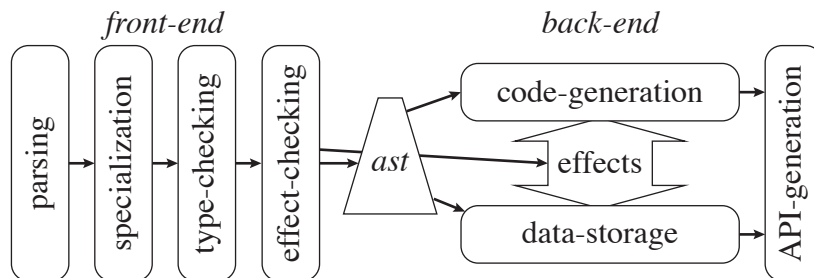 front-end
back-end
parsing
specialization
type-checking
effect-checking
ast
code-generation
effects
data-storage
API-generation